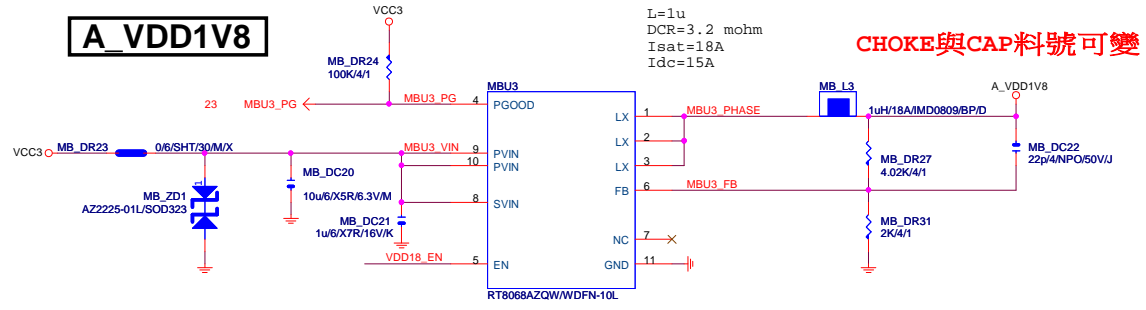 A_VDD1V8
VCC3
L=1u
DCR=3.2 mohm
Isat=18A
Idc=15A
CHOKE與CAP料號可變
MB_DR24
100K/4/1
MBU3
MB_L3
A_VDD1V8
23 MBU3_PG MBU3_PG 4 PGOOD
LX 1 MBU3_PHASE 1uH/18A/IMD0809/BP/D
VCC3 MB_DR23 0/6/SHT/30/M/X MBU3_VIN 9 PVIN
10 PVIN
LX 2
LX 3
MB_DC22
22p/4/NPO/50V/J
MB_DR27
4.02K/4/1
1
MB_ZD1
AZ2225-01L/SOD323
MB_DC20
10u/6/X5R/6.3V/M
8 SVIN
FB 6 MBU3_FB
MB_DC21
1u/6/X7R/16V/K
MB_DR31
2K/4/1
NC 7
VDD18_EN 5 EN
GND 11
RT8068AZQW/WDFN-10L